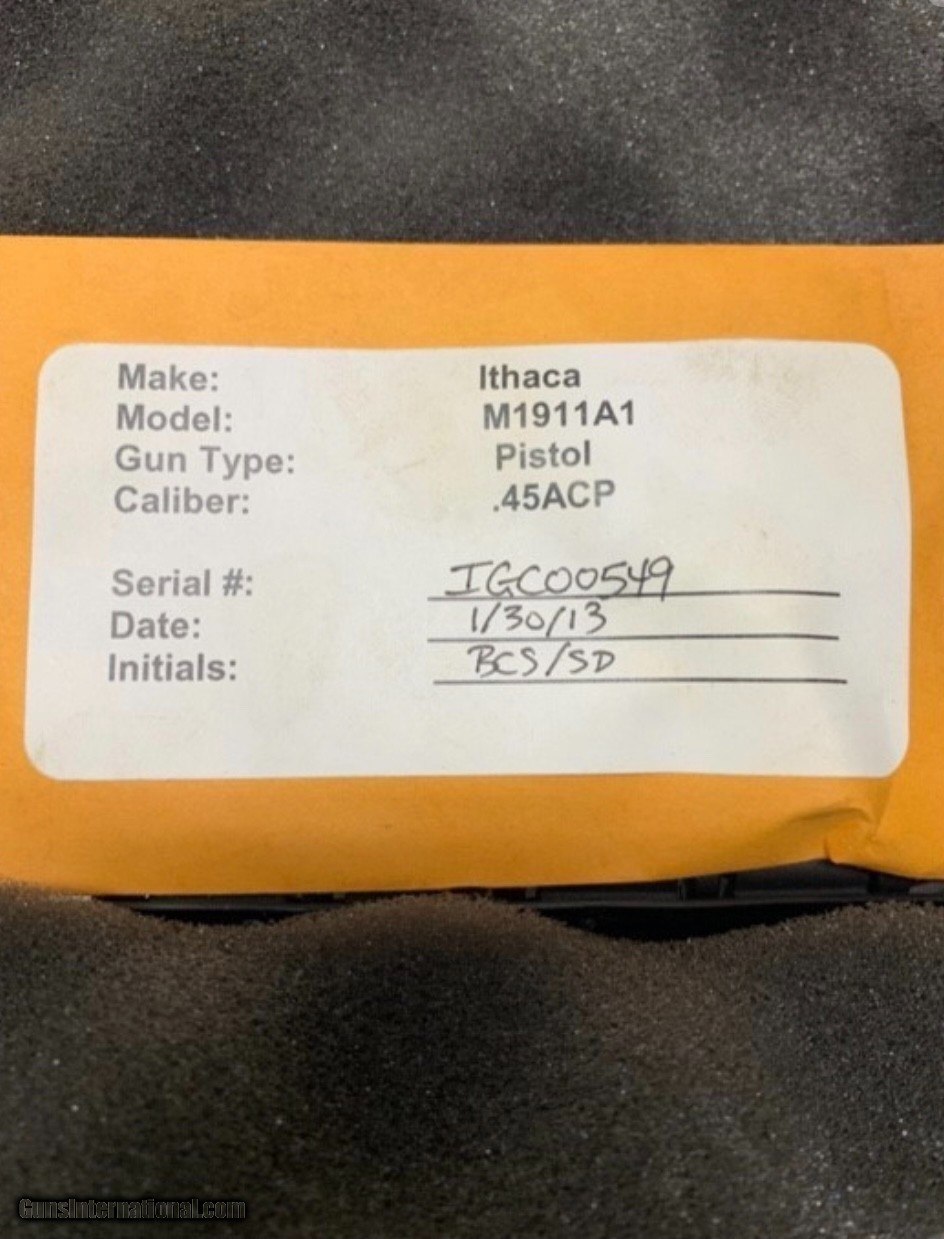 Make: Ithaca
Model: M1911A1
Gun Type: Pistol
Caliber: .45ACP
Serial #: IGC00549
Date: 1/30/13
Initials: BCS/SD
GunsInternational.com